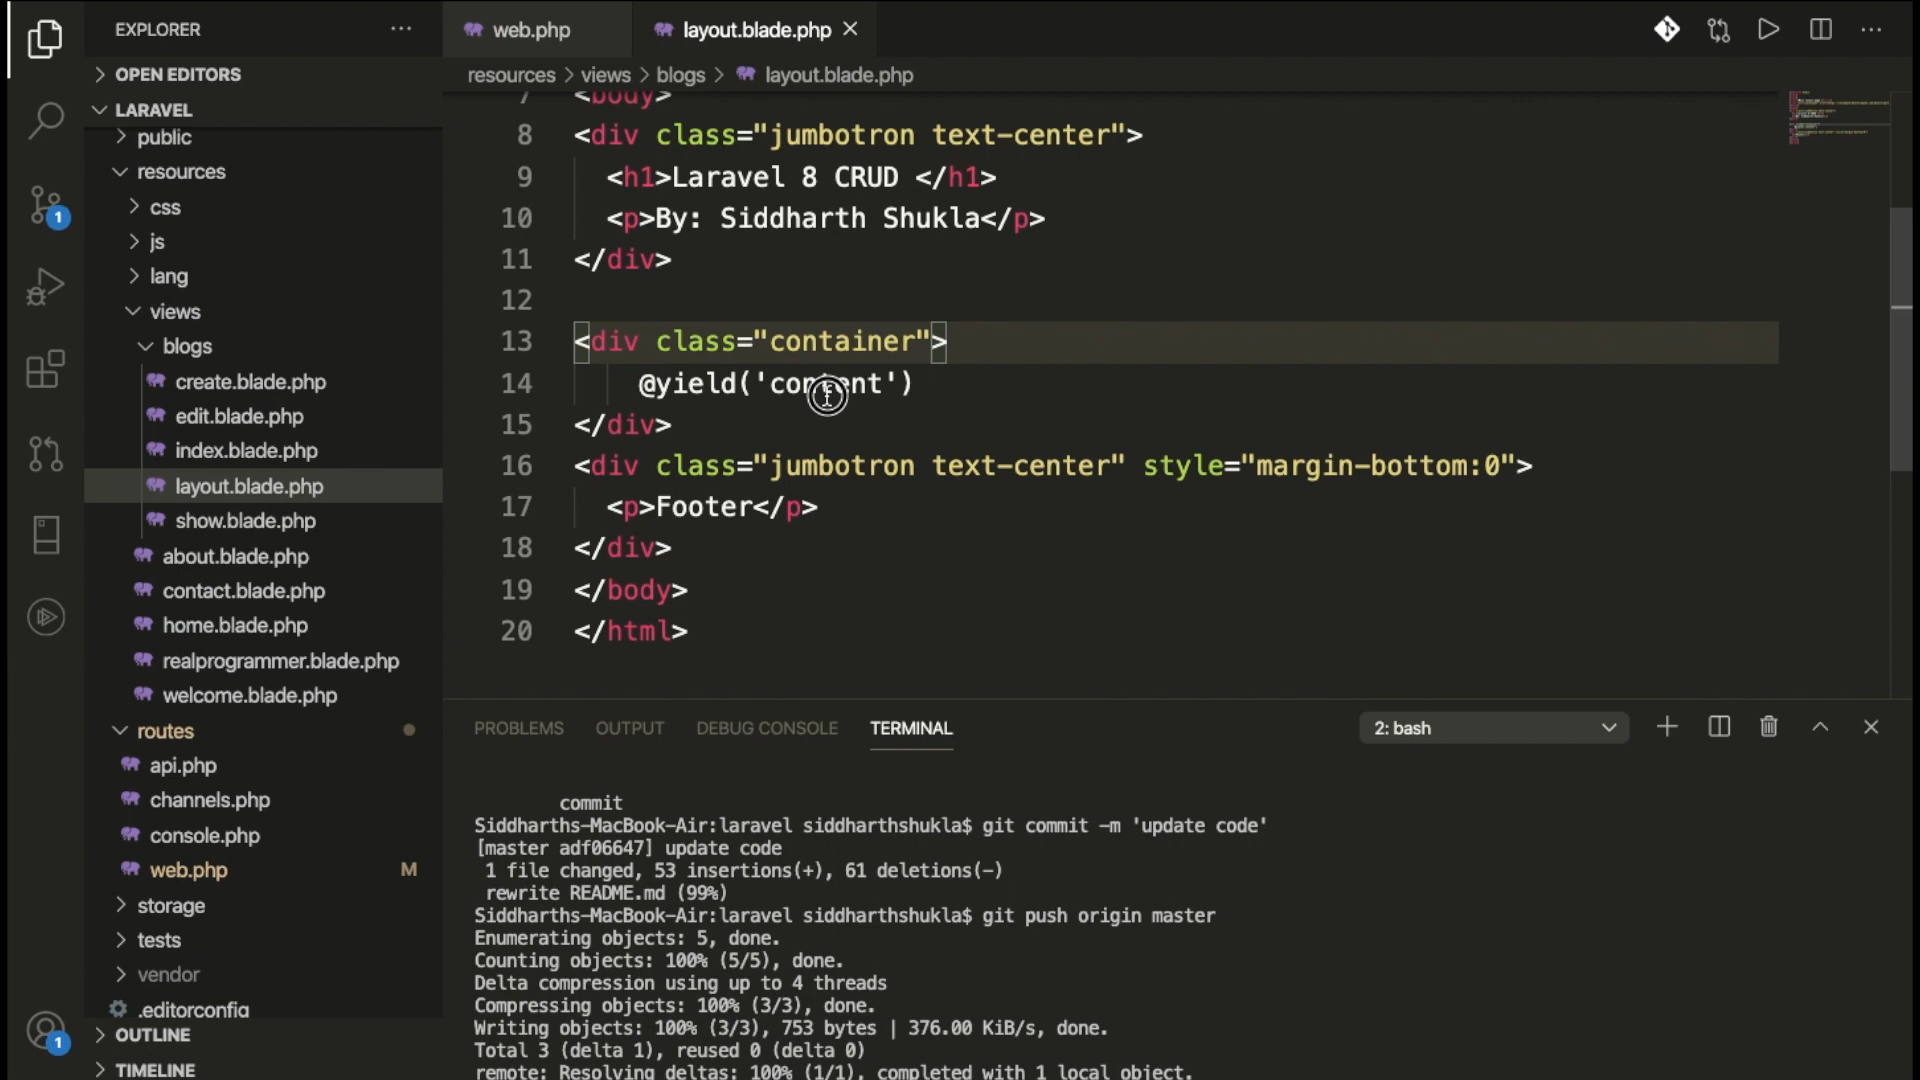 EXPLORER
OPEN EDITORS
LARAVEL
public
resources
css
js
lang
views
blogs
create.blade.php
edit.blade.php
index.blade.php
layout.blade.php
show.blade.php
about.blade.php
contact.blade.php
home.blade.php
realprogrammer.blade.php
welcome.blade.php
routes
api.php
channels.php
console.php
web.php M
storage
tests
vendor
.editorconfig
OUTLINE
TIMELINE
1
1
web.php
layout.blade.php
resources > views > blogs > layout.blade.php
7 <body>
8 <div class="jumbotron text-center">
9 <h1>Laravel 8 CRUD </h1>
10 <p>By: Siddharth Shukla</p>
11 </div>
12
13 <div class="container">
14 @yield('content')
15 </div>
16 <div class="jumbotron text-center" style="margin-bottom:0">
17 <p>Footer</p>
18 </div>
19 </body>
20 </html>
PROBLEMS OUTPUT DEBUG CONSOLE TERMINAL 2: bash
commit
Siddharths-MacBook-Air:laravel siddharthshukla$ git commit -m 'update code'
[master adf06647] update code
1 file changed, 53 insertions(+), 61 deletions(-)
rewrite README.md (99%)
Siddharths-MacBook-Air:laravel siddharthshukla$ git push origin master
Enumerating objects: 5, done.
Counting objects: 100% (5/5), done.
Delta compression using up to 4 threads
Compressing objects: 100% (3/3), done.
Writing objects: 100% (3/3), 753 bytes | 376.00 KiB/s, done.
Total 3 (delta 1), reused 0 (delta 0)
remote: Resolving deltas: 100% (1/1), completed with 1 local object.